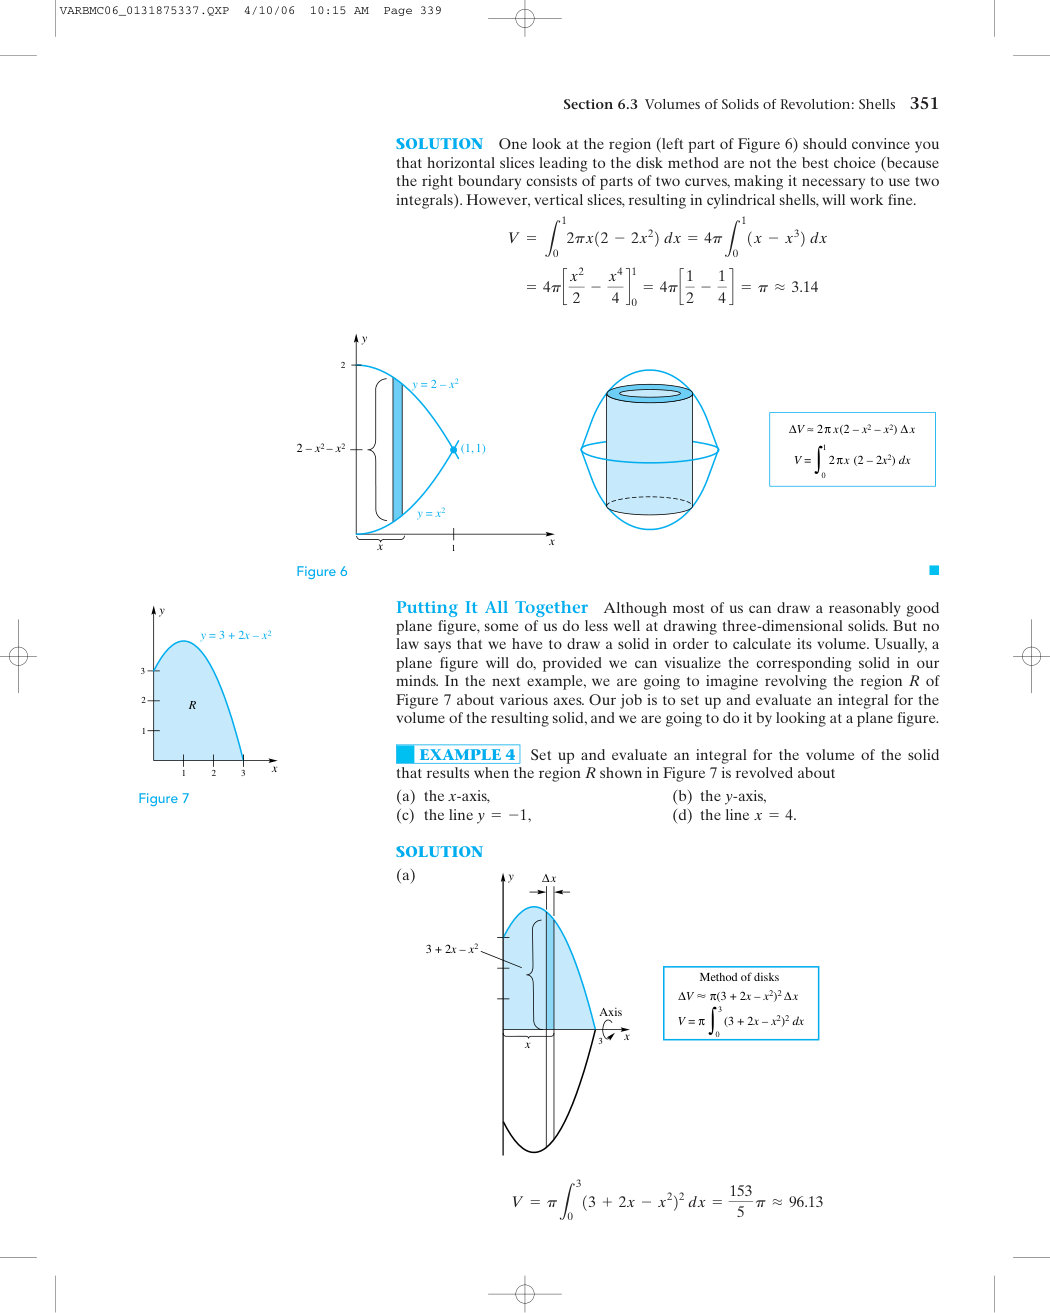 VARBMC06_0131875337.QXP 4/10/06 10:15 AM Page 339
Section 6.3 Volumes of Solids of Revolution: Shells 351
SOLUTION One look at the region (left part of Figure 6) should convince you
that horizontal slices leading to the disk method are not the best choice (because
the right boundary consists of parts of two curves, making it necessary to use two
integrals). However, vertical slices, resulting in cylindrical shells, will work fine.
V = ∫₀¹ 2πx(2 − 2x²) dx = 4π ∫₀¹ (x − x³) dx
= 4π[x²/2 − x⁴/4]₀¹ = 4π[1/2 − 1/4] = π ≈ 3.14
y
2
y = 2 – x²
2 – x² – x²
(1, 1)
y = x²
x
1
x
ΔV ≈ 2πx(2 – x² – x²) Δx
V = ∫₀¹ 2πx (2 – 2x²) dx
Figure 6
Putting It All Together Although most of us can draw a reasonably good
plane figure, some of us do less well at drawing three-dimensional solids. But no
law says that we have to draw a solid in order to calculate its volume. Usually, a
plane figure will do, provided we can visualize the corresponding solid in our
minds. In the next example, we are going to imagine revolving the region R of
Figure 7 about various axes. Our job is to set up and evaluate an integral for the
volume of the resulting solid, and we are going to do it by looking at a plane figure.
y
y = 3 + 2x – x²
3
2
R
1
1 2 3 x
Figure 7
EXAMPLE 4 Set up and evaluate an integral for the volume of the solid
that results when the region R shown in Figure 7 is revolved about
(a) the x-axis, (b) the y-axis,
(c) the line y = −1, (d) the line x = 4.
SOLUTION
(a)
y Δx
3 + 2x – x²
Axis
x 3 x
Method of disks
ΔV ≈ π(3 + 2x – x²)² Δx
V = π ∫₀³ (3 + 2x – x²)² dx
V = π ∫₀³ (3 + 2x − x²)² dx = 153/5 π ≈ 96.13